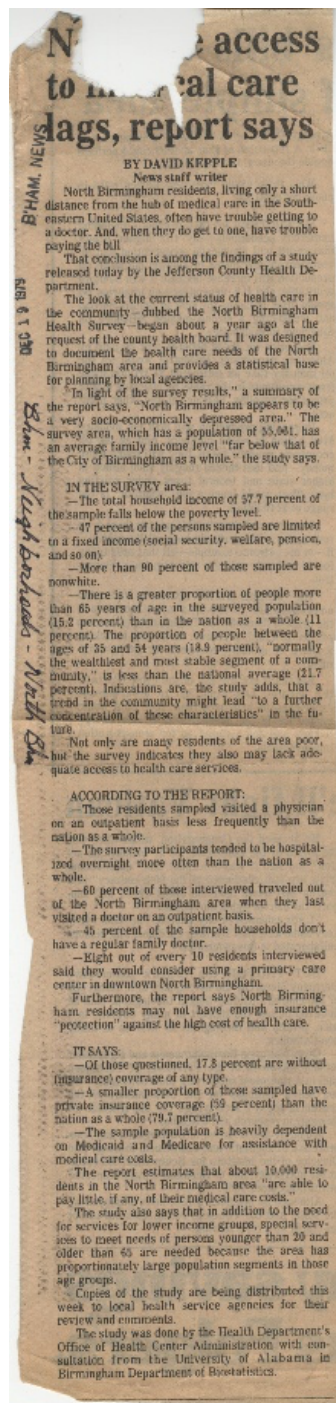 N e access
to cal care
lags, report says
BY DAVID KEPPLE
News staff writer
North Birmingham residents, living only a short
distance from the hub of medical care in the South-
eastern United States, often have trouble getting to
a doctor. And, when they do get to one, have trouble
paying the bill
That conclusion is among the findings of a study
released today by the Jefferson County Health De-
partment.
The look at the current status of health care in
the community—dubbed the North Birmingham
Health Survey—began about a year ago at the
request of the county health board. It was designed
to document the health care needs of the North
Birmingham area and provides a statistical base
for planning by local agencies.
"In light of the survey results," a summary of
the report says, "North Birmingham appears to be
a very socio-economically depressed area." The
survey area, which has a population of
an average family income level "far below that of
the City of Birmingham as a whole," the study says.
IN THE SURVEY area:
—The total household income of 57.7 percent of
the sample falls below the poverty level.
—47 percent of the persons sampled are limited
to a fixed income (social security, welfare, pension,
and so on).
—More than 90 percent of those sampled are
nonwhite.
—There is a greater proportion of people more
than 65 years of age in the surveyed population
(15.2 percent) than in the nation as a whole (11
percent). The proportion of people between the
ages of 35 and 54 years (18.9 percent), "normally
the wealthiest and most stable segment of a com-
munity," is less than the national average (21.7
percent). Indications are, the study adds, that a
trend in the community might lead "to a further
concentration of these characteristics" in the fu-
ture.
Not only are many residents of the area poor,
but the survey indicates they also may lack ade-
quate access to health care services.
ACCORDING TO THE REPORT:
—Those residents sampled visited a physician
on an outpatient basis less frequently than the
nation as a whole.
—The survey participants tended to be hospital-
ized overnight more often than the nation as a
whole.
—60 percent of those interviewed traveled out
of the North Birmingham area when they last
visited a doctor on an outpatient basis.
—45 percent of the sample households don't
have a regular family doctor.
—Eight out of every 10 residents interviewed
said they would consider using a primary care
center in downtown North Birmingham.
Furthermore, the report says North Birming-
ham residents may not have enough insurance
"protection" against the high cost of health care.
IT SAYS:
—Of those questioned, 17.8 percent are without
(insurance) coverage of any type.
—A smaller proportion of those sampled have
private insurance coverage (59 percent) than the
nation as a whole (79.7 percent).
—The sample population is heavily dependent
on Medicaid and Medicare for assistance with
medical care costs.
The report estimates that about 10,000 resi-
dents in the North Birmingham area "are able to
pay little, if any, of their medical care costs."
The study also says that in addition to the need
for services for lower income groups, special serv-
ices to meet needs of persons younger than 20 and
older than 65 are needed because the area has
proportionately large population segments in those
age groups.
Copies of the study are being distributed this
week to local health service agencies for their
review and comments.
The study was done by the Health Department's
Office of Health Center Administration with con-
sultation from the University of Alabama in
Birmingham Department of Biostatistics.
B'HAM. NEWS
DEC 19 1979
Bhm - Neighborhoods - North Bhm